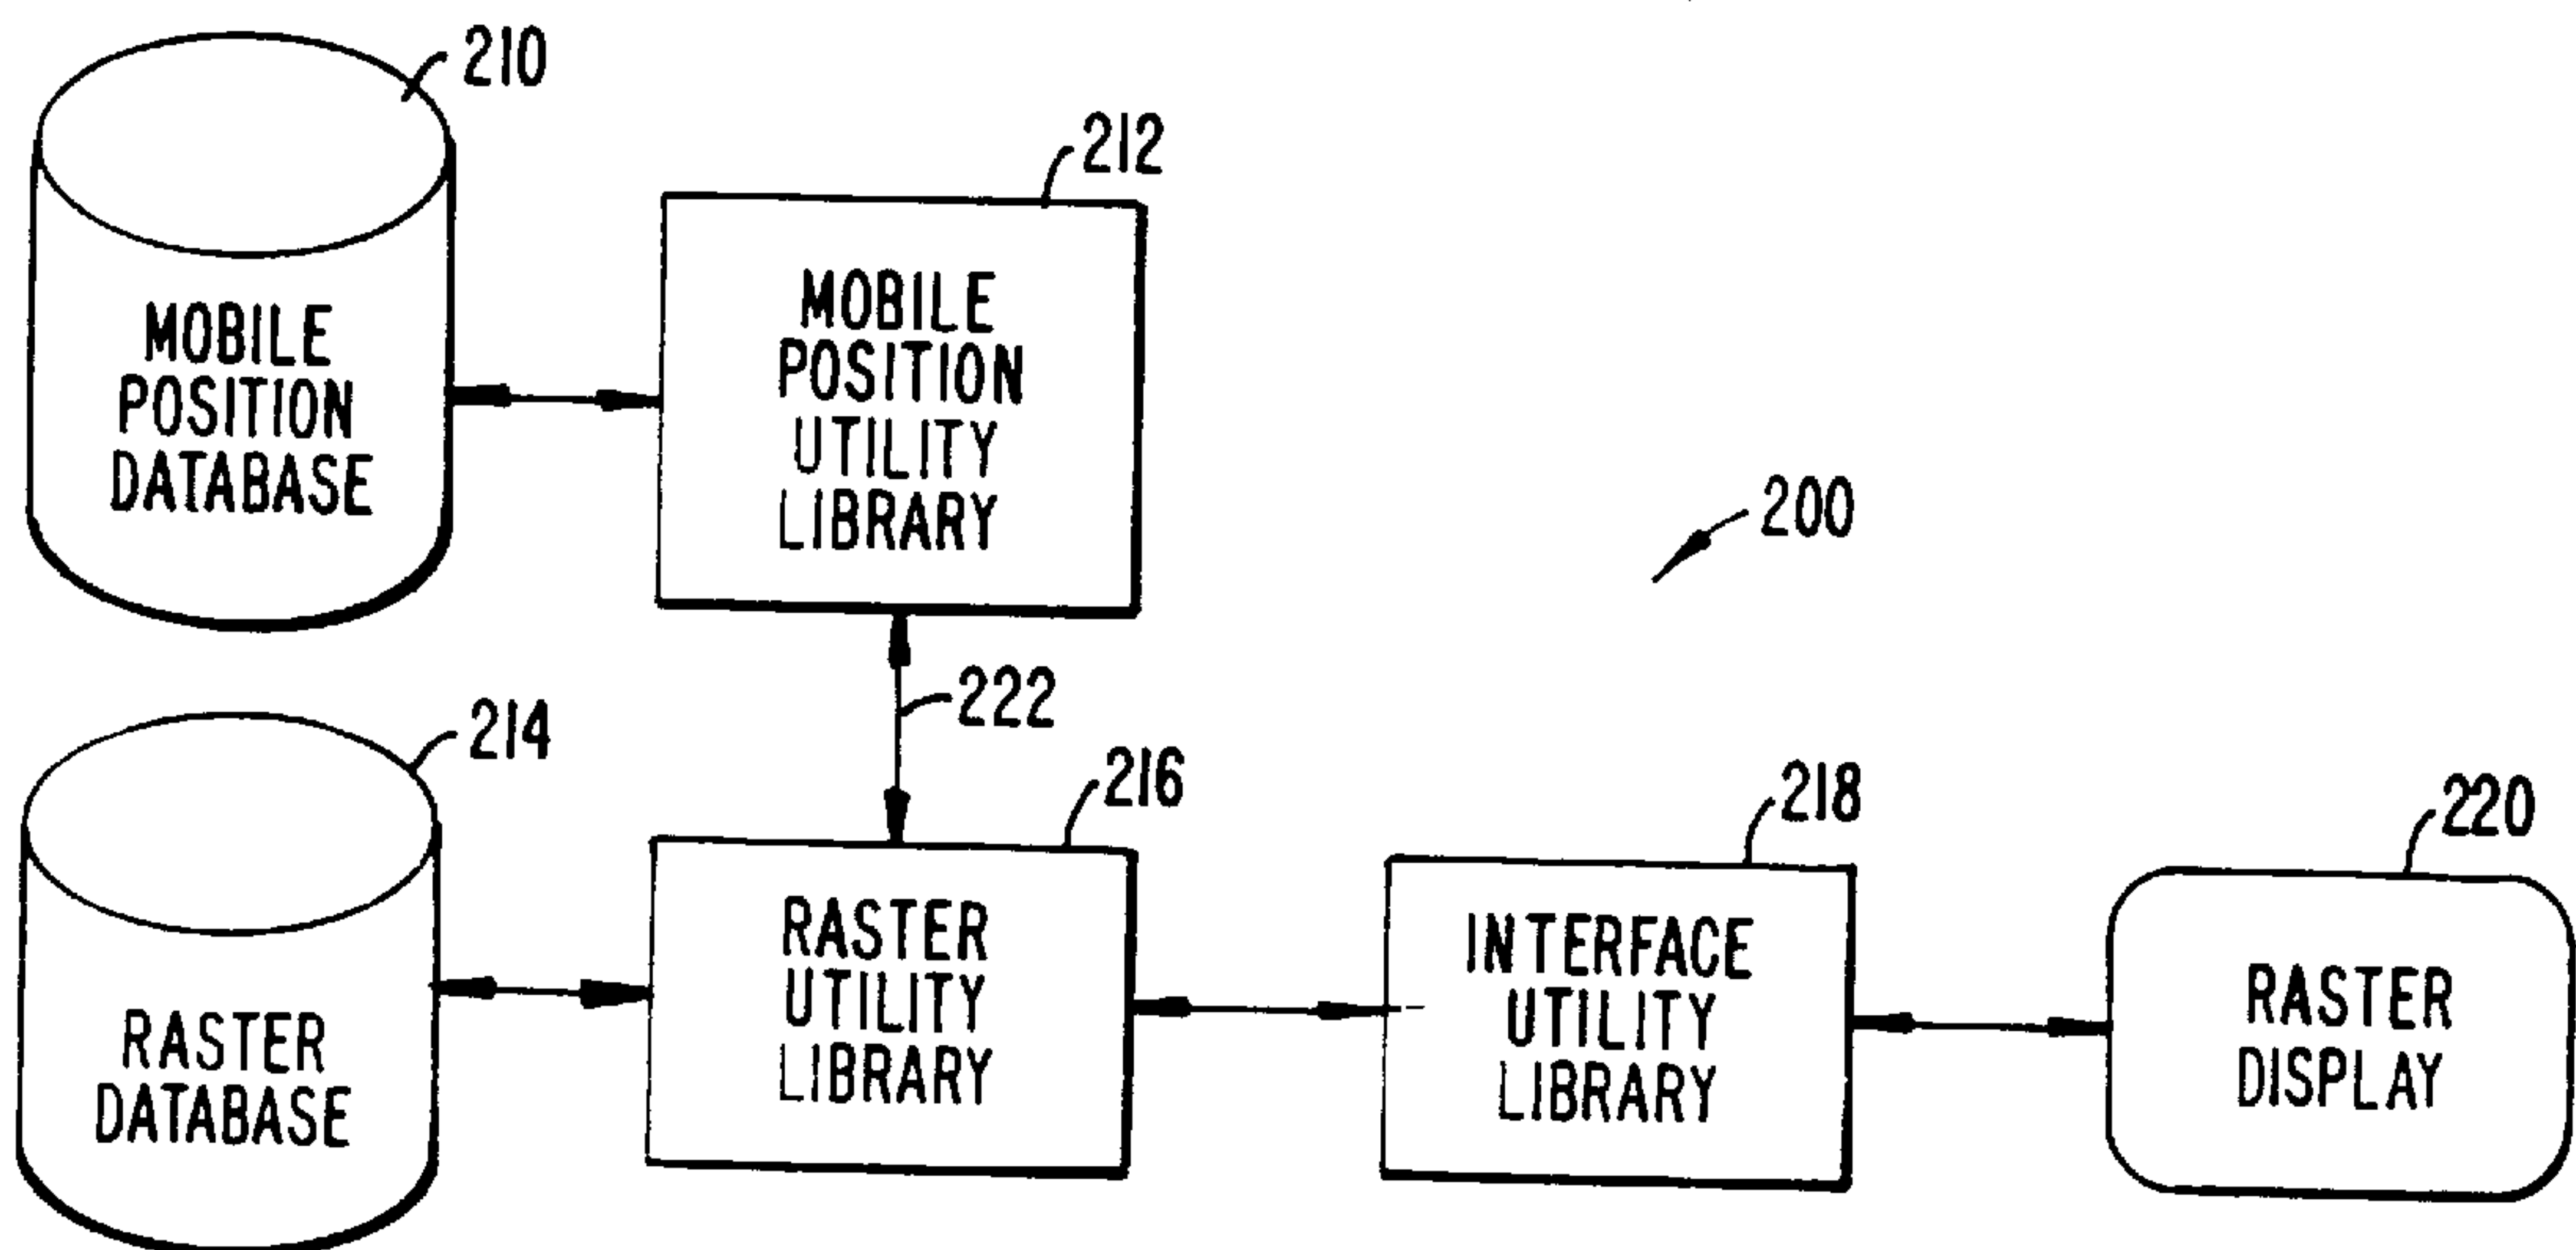 210
MOBILE
POSITION
DATABASE
212
MOBILE
POSITION
UTILITY
LIBRARY
200
222
214
RASTER
DATABASE
216
RASTER
UTILITY
LIBRARY
218
INTERFACE
UTILITY
LIBRARY
220
RASTER
DISPLAY